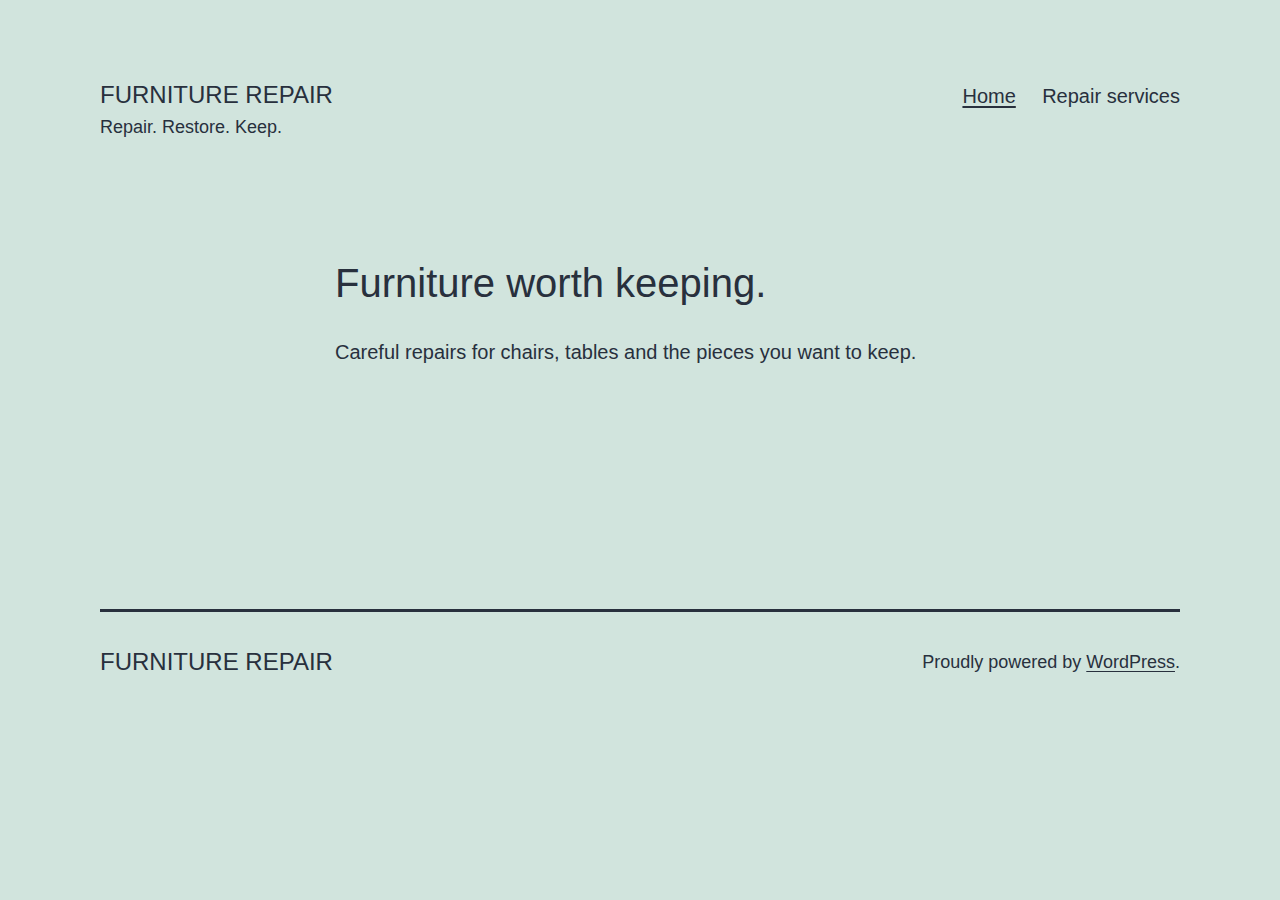 FURNITURE REPAIR
Home Repair services
Repair. Restore. Keep.
Furniture worth keeping.
Careful repairs for chairs, tables and the pieces you want to keep.
FURNITURE REPAIR
Proudly powered by WordPress.